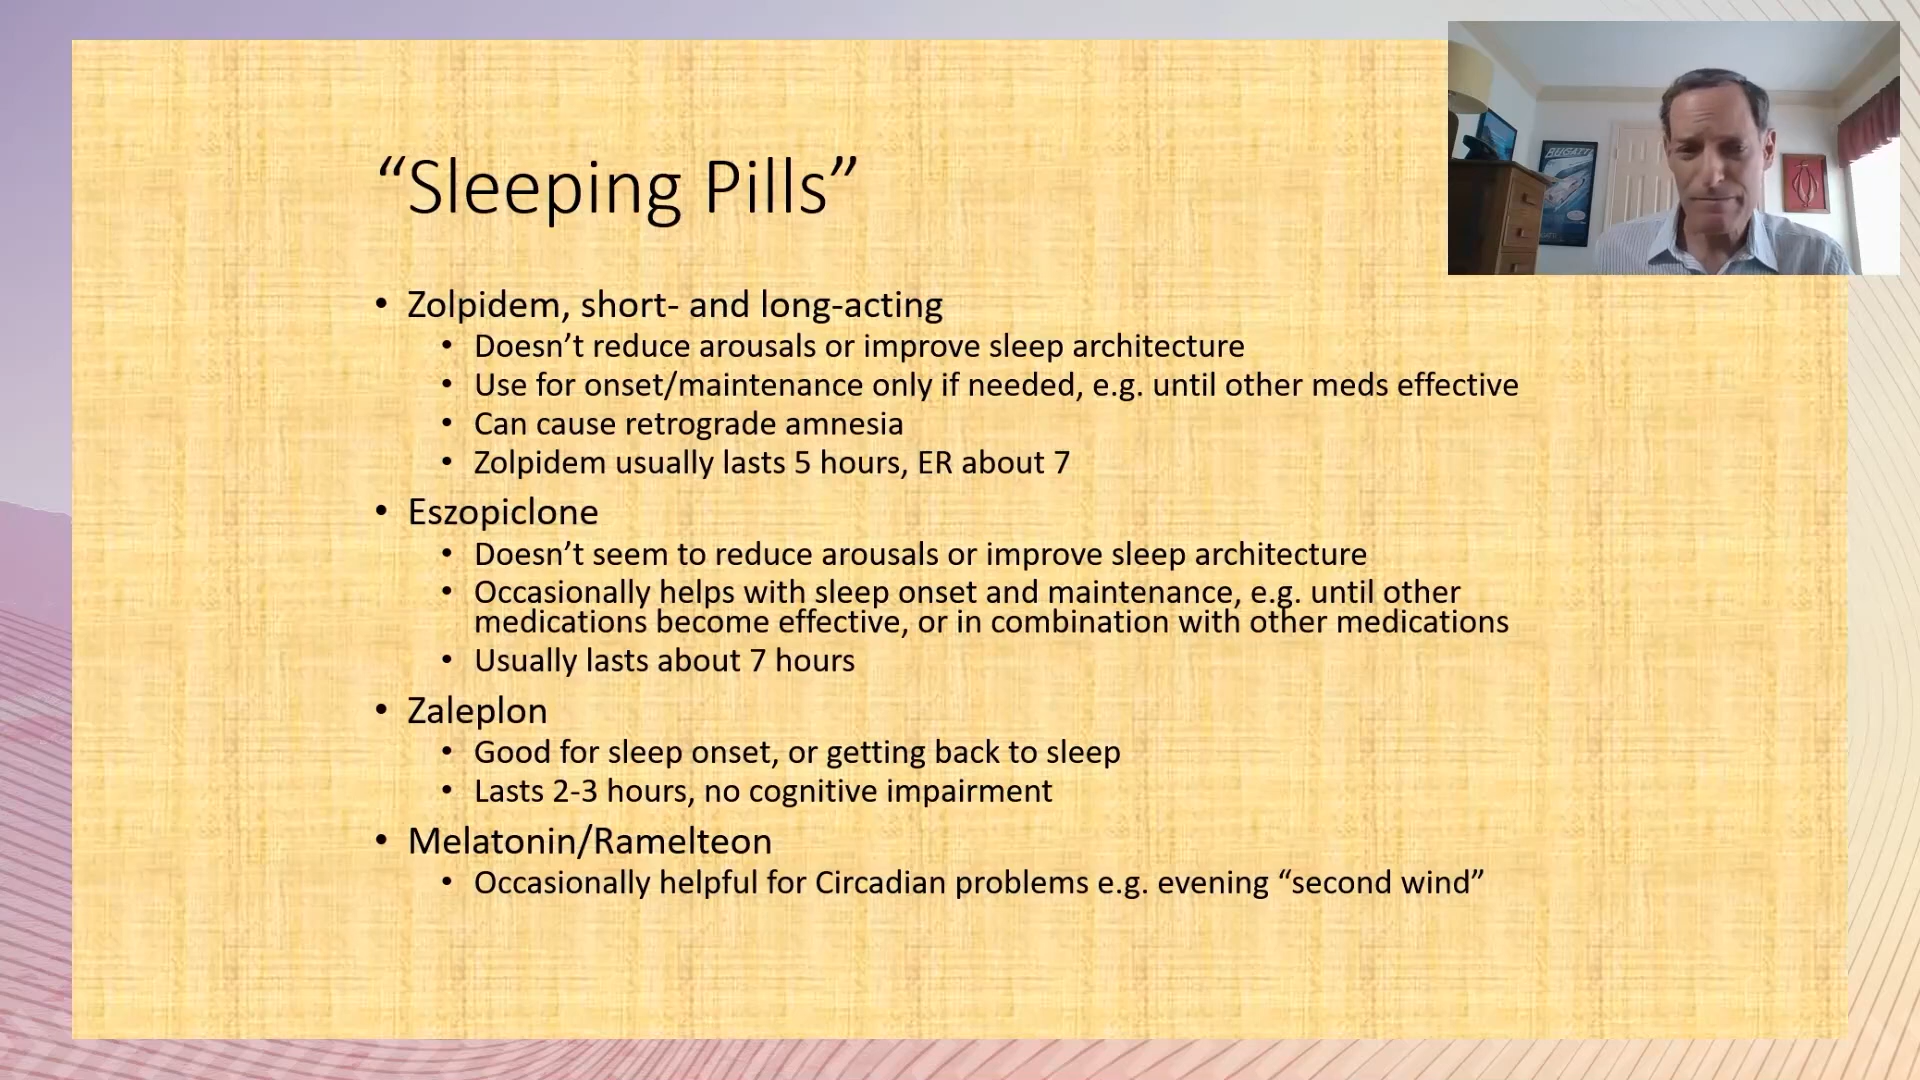 “Sleeping Pills”
• Zolpidem, short- and long-acting
• Doesn’t reduce arousals or improve sleep architecture
• Use for onset/maintenance only if needed, e.g. until other meds effective
• Can cause retrograde amnesia
• Zolpidem usually lasts 5 hours, ER about 7
• Eszopiclone
• Doesn’t seem to reduce arousals or improve sleep architecture
• Occasionally helps with sleep onset and maintenance, e.g. until other
medications become effective, or in combination with other medications
• Usually lasts about 7 hours
• Zaleplon
• Good for sleep onset, or getting back to sleep
• Lasts 2-3 hours, no cognitive impairment
• Melatonin/Ramelteon
• Occasionally helpful for Circadian problems e.g. evening “second wind”
BUGATTI